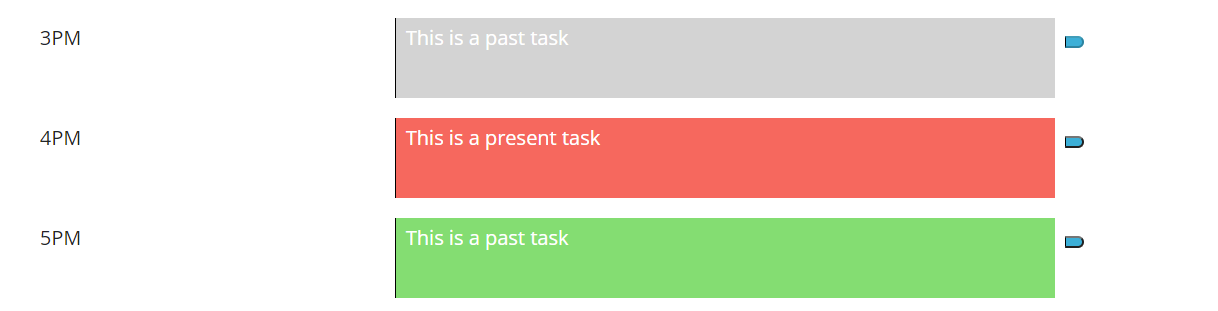 3PM
This is a past task
4PM
This is a present task
5PM
This is a past task